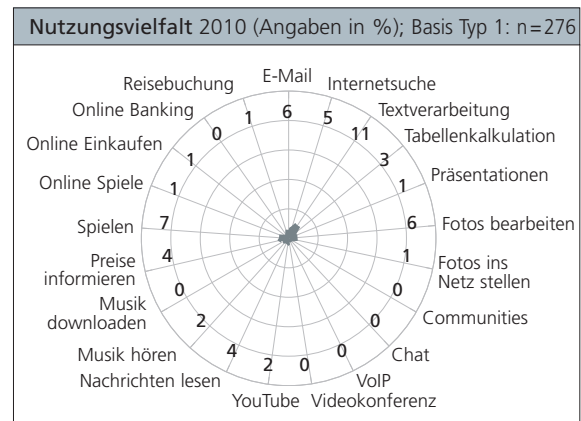 Nutzungsvielfalt 2010 (Angaben in %); Basis Typ 1: n=276
E-Mail
6
Internetsuche
5
Textverarbeitung
11
Tabellenkalkulation
3
Präsentationen
1
Fotos bearbeiten
6
Fotos ins
Netz stellen
1
Communities
0
Chat
0
VoIP
0
Videokonferenz
0
YouTube
2
Nachrichten lesen
4
Musik hören
2
Musik
downloaden
0
Preise
informieren
4
Spielen
7
Online Spiele
1
Online Einkaufen
1
Online Banking
0
Reisebuchung
1